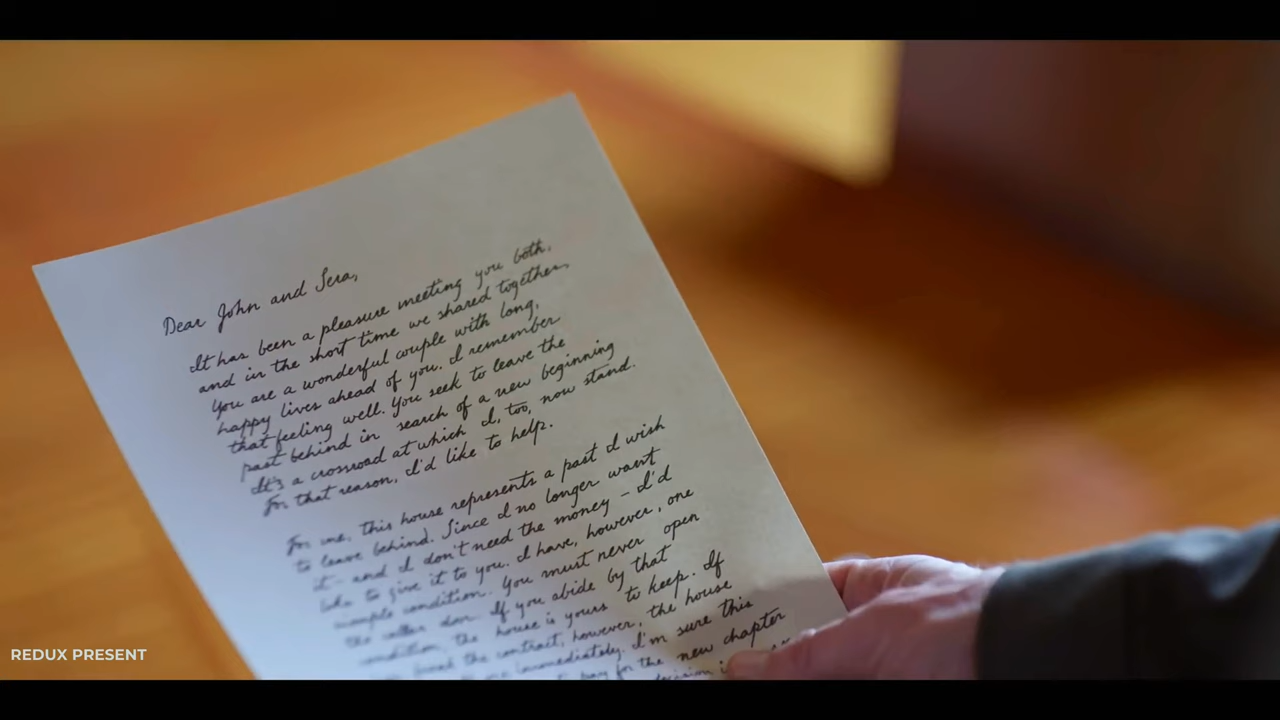 Dear John and Sera,
It has been a pleasure meeting you both,
and in the short time we shared together,
You are a wonderful couple with long,
happy lives ahead of you. I remember
that feeling well. You seek to leave the
past behind in search of a new beginning
It's a crossroad at which I, too, now stand.
For that reason, I'd like to help.
For me, this house represents a past I wish
to leave behind. Since I no longer want
it - and I don't need the money - I'd
like to give it to you. I have, however, one
simple condition. You must never open
the cellar door. If you abide by that
condition, the house is yours to keep. If
break the contract, however, the house
immediately. I'm sure this
pay for the new chapter
decision
REDUX PRESENT